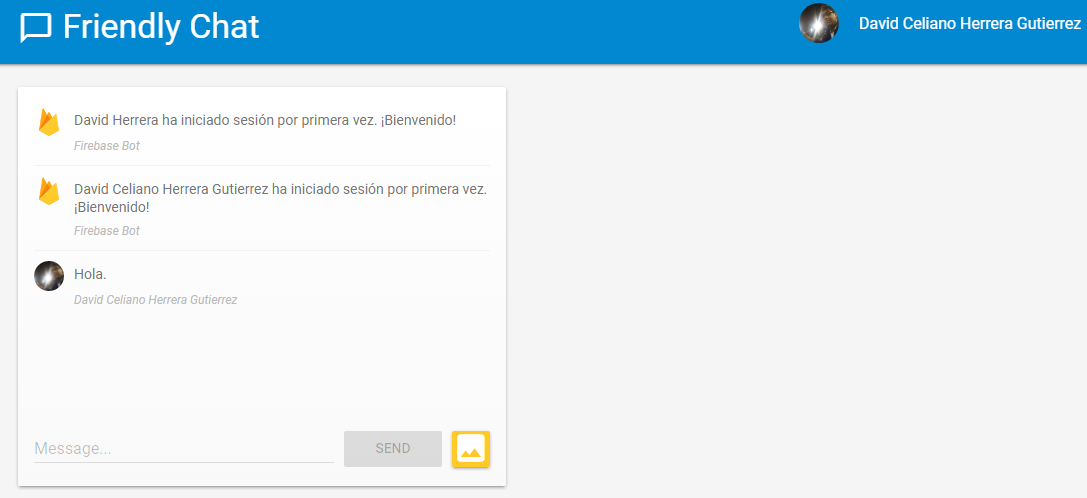 Friendly Chat
David Celiano Herrera Gutierrez
David Herrera ha iniciado sesión por primera vez. ¡Bienvenido!
Firebase Bot
David Celiano Herrera Gutierrez ha iniciado sesión por primera vez.
¡Bienvenido!
Firebase Bot
Hola.
David Celiano Herrera Gutierrez
Message...
SEND